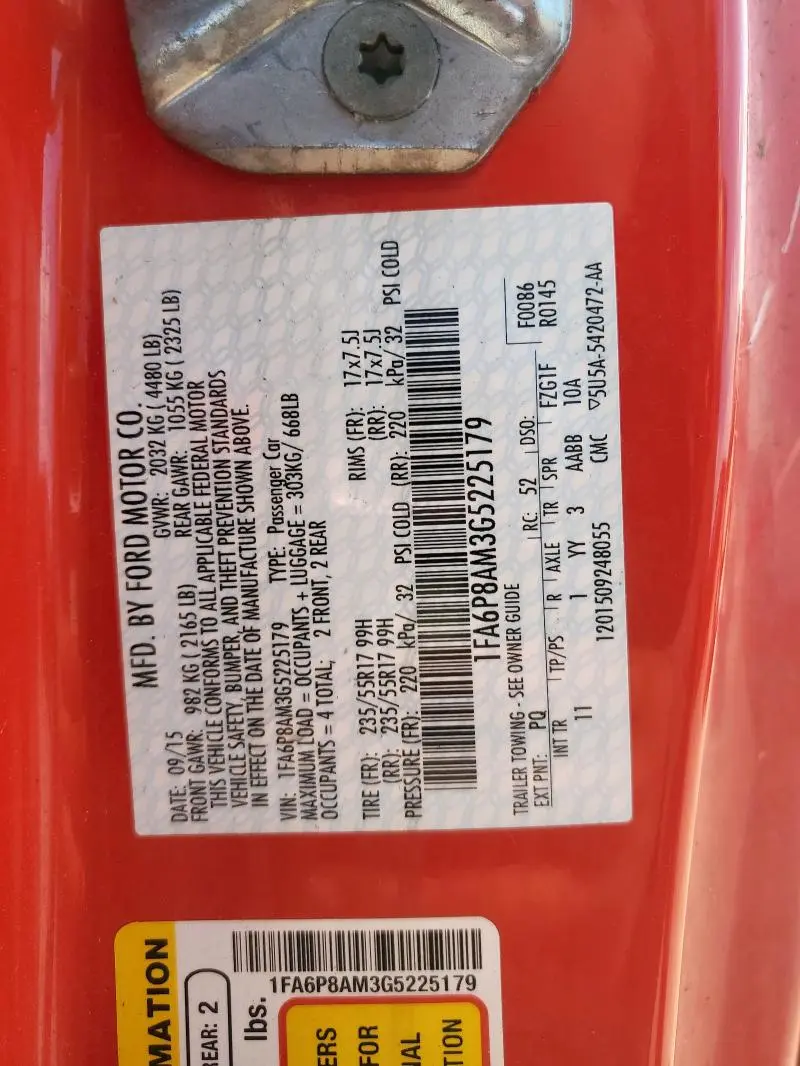 MFD. BY FORD MOTOR CO.
DATE: 09/15 GVWR: 2032 KG ( 4480 LB)
FRONT GAWR: 982 KG ( 2165 LB) REAR GAWR: 1055 KG ( 2325 LB)
THIS VEHICLE CONFORMS TO ALL APPLICABLE FEDERAL MOTOR
VEHICLE SAFETY, BUMPER, AND THEFT PREVENTION STANDARDS
IN EFFECT ON THE DATE OF MANUFACTURE SHOWN ABOVE.
VIN: 1FA6P8AM3G5225179 TYPE: Passenger Car
MAXIMUM LOAD = OCCUPANTS + LUGGAGE = 303KG/ 668LB
OCCUPANTS = 4 TOTAL; 2 FRONT, 2 REAR
TIRE (FR): 235/55R17 99H RIMS (FR): 17x7.5J
(RR): 235/55R17 99H (RR): 17x7.5J
PRESSURE (FR): 220 kPa/ 32 PSI COLD (RR): 220 kPa/ 32 PSI COLD
1FA6P8AM3G5225179
TRAILER TOWING - SEE OWNER GUIDE F0086
EXT PNT: PQ RC: 52 DSO: R0145
INT TR TP/PS R AXLE TR SPR FZG1F
11 1 YY 3 AABB 10A
1201509248055 CMC ▽5U5A-5420472-AA
MATION
REAR: 2
lbs.
1FA6P8AM3G5225179
ERS
FOR
NAL
TION